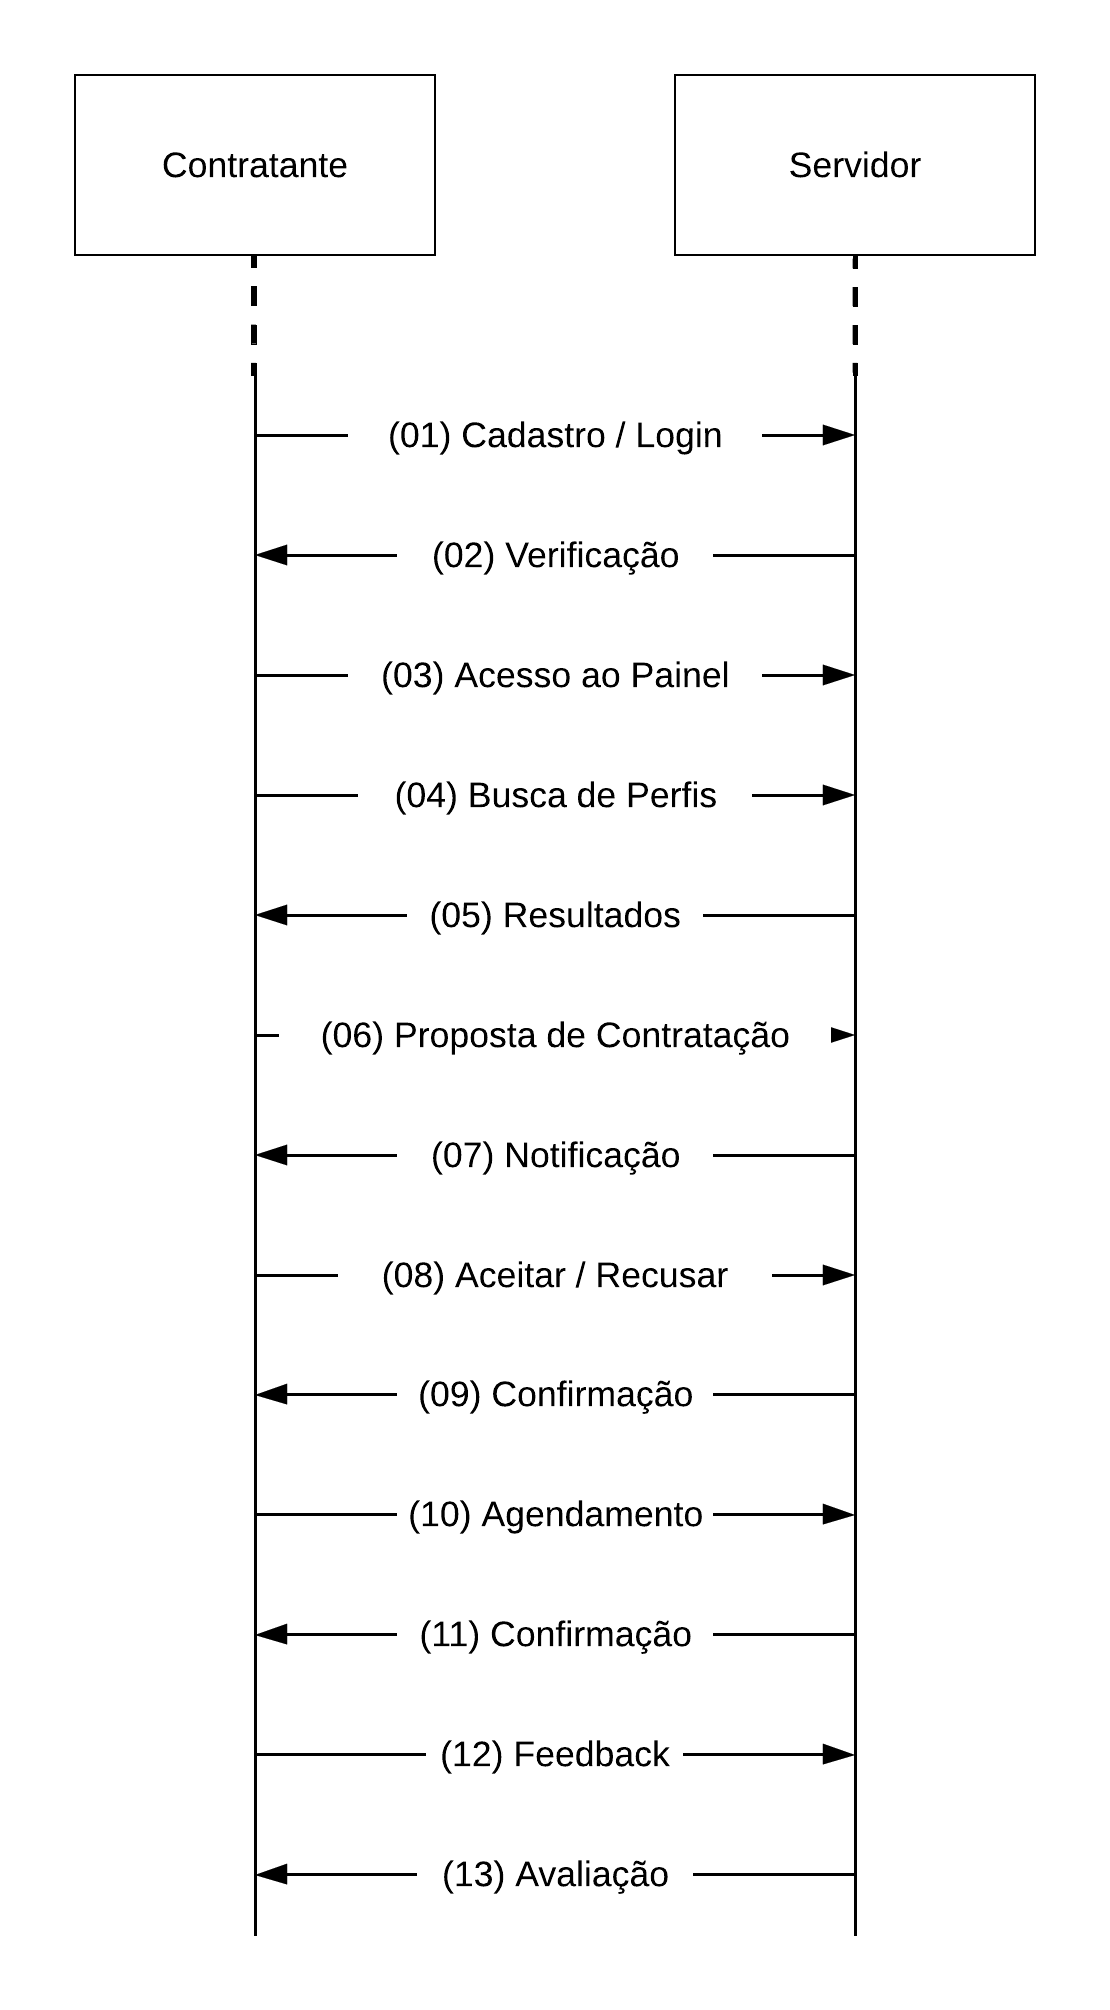 Contratante
Servidor
(01) Cadastro / Login
(02) Verificação
(03) Acesso ao Painel
(04) Busca de Perfis
(05) Resultados
(06) Proposta de Contratação
(07) Notificação
(08) Aceitar / Recusar
(09) Confirmação
(10) Agendamento
(11) Confirmação
(12) Feedback
(13) Avaliação